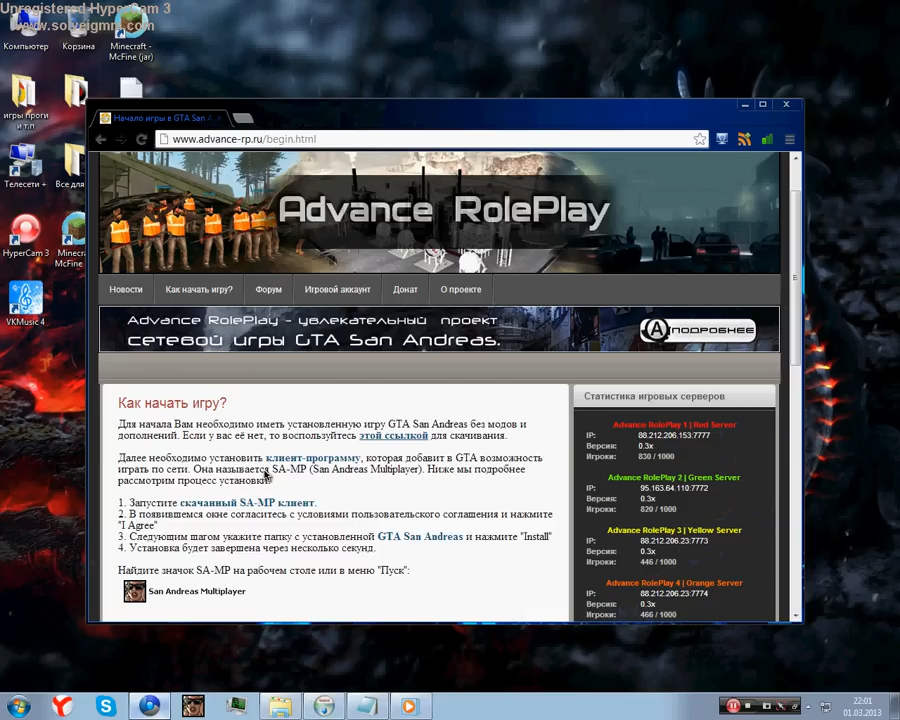 Unregistered HyperCam 3
www.solveigmm.com
Компьютер
Корзина
Minecraft -
McFine (jar)
игры проги
и т.п
Телесети +
Все для
HyperCam 3
Minecr
McFine
VKMusic 4
Начало игры в GTA San A
www.advance-rp.ru/begin.html
Advance RolePlay
Новости
Как начать игру?
Форум
Игровой аккаунт
Донат
О проекте
Advance RolePlay - увлекательный проект
сетевой игры GTA San Andreas.
(A) ПОДРОБНЕЕ
Как начать игру?
Для начала Вам необходимо иметь установленную игру GTA San Andreas без модов и
дополнений. Если у вас её нет, то воспользуйтесь этой ссылкой для скачивания.
Далее необходимо установить клиент-программу, которая добавит в GTA возможность
играть по сети. Она называется SA-MP (San Andreas Multiplayer). Ниже мы подробнее
рассмотрим процесс установки.
1. Запустите скачанный SA-MP клиент.
2. В появившемся окне согласитесь с условиями пользовательского соглашения и нажмите
"I Agree"
3. Следующим шагом укажите папку с установленной GTA San Andreas и нажмите "Install"
4. Установка будет завершена через несколько секунд.
Найдите значок SA-MP на рабочем столе или в меню "Пуск":
San Andreas Multiplayer
Статистика игровых серверов
Advance RolePlay 1 | Red Server
IP: 88.212.206.153:7777
Версия: 0.3x
Игроки: 830 / 1000
Advance RolePlay 2 | Green Server
IP: 95.163.64.110:7772
Версия: 0.3x
Игроки: 820 / 1000
Advance RolePlay 3 | Yellow Server
IP: 88.212.206.23:7773
Версия: 0.3x
Игроки: 446 / 1000
Advance RolePlay 4 | Orange Server
IP: 88.212.206.23:7774
Версия: 0.3x
Игроки: 466 / 1000
22:01
01.03.2013